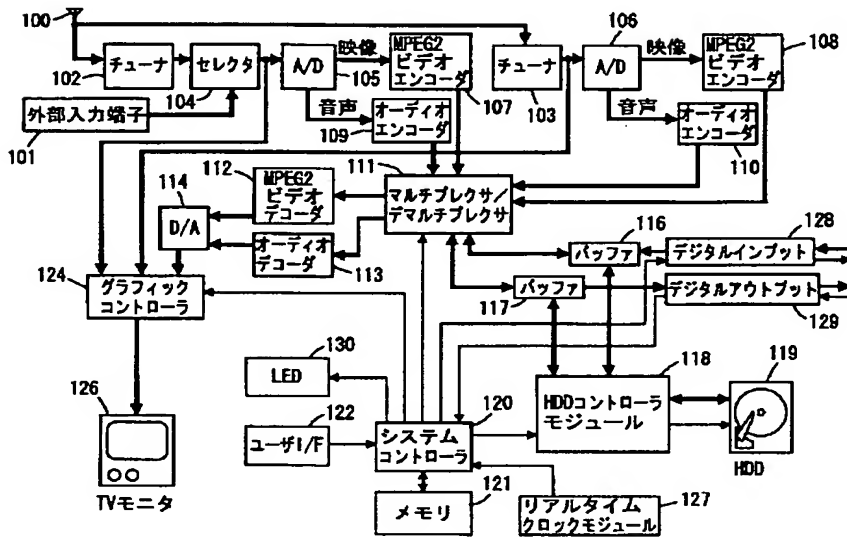 100
106
チューナ
102
セレクタ
104
A/D
105
映像
MPEG2
ビデオ
エンコーダ
107
チューナ
103
A/D
映像
MPEG2
ビデオ
エンコーダ
108
外部入力端子
101
音声
オーディオ
エンコーダ
109
音声
オーディオ
エンコーダ
110
111
マルチプレクサ/
デマルチプレクサ
112
MPEG2
ビデオ
デコーダ
114
D/A
オーディオ
デコーダ
113
116
バッファ
128
デジタルインプット
バッファ
117
デジタルアウトプット
129
124
グラフィック
コントローラ
130
LED
118
HDDコントローラ
モジュール
119
HDD
126
TVモニタ
122
ユーザI/F
120
システム
コントローラ
メモリ
121
リアルタイム
クロックモジュール
127